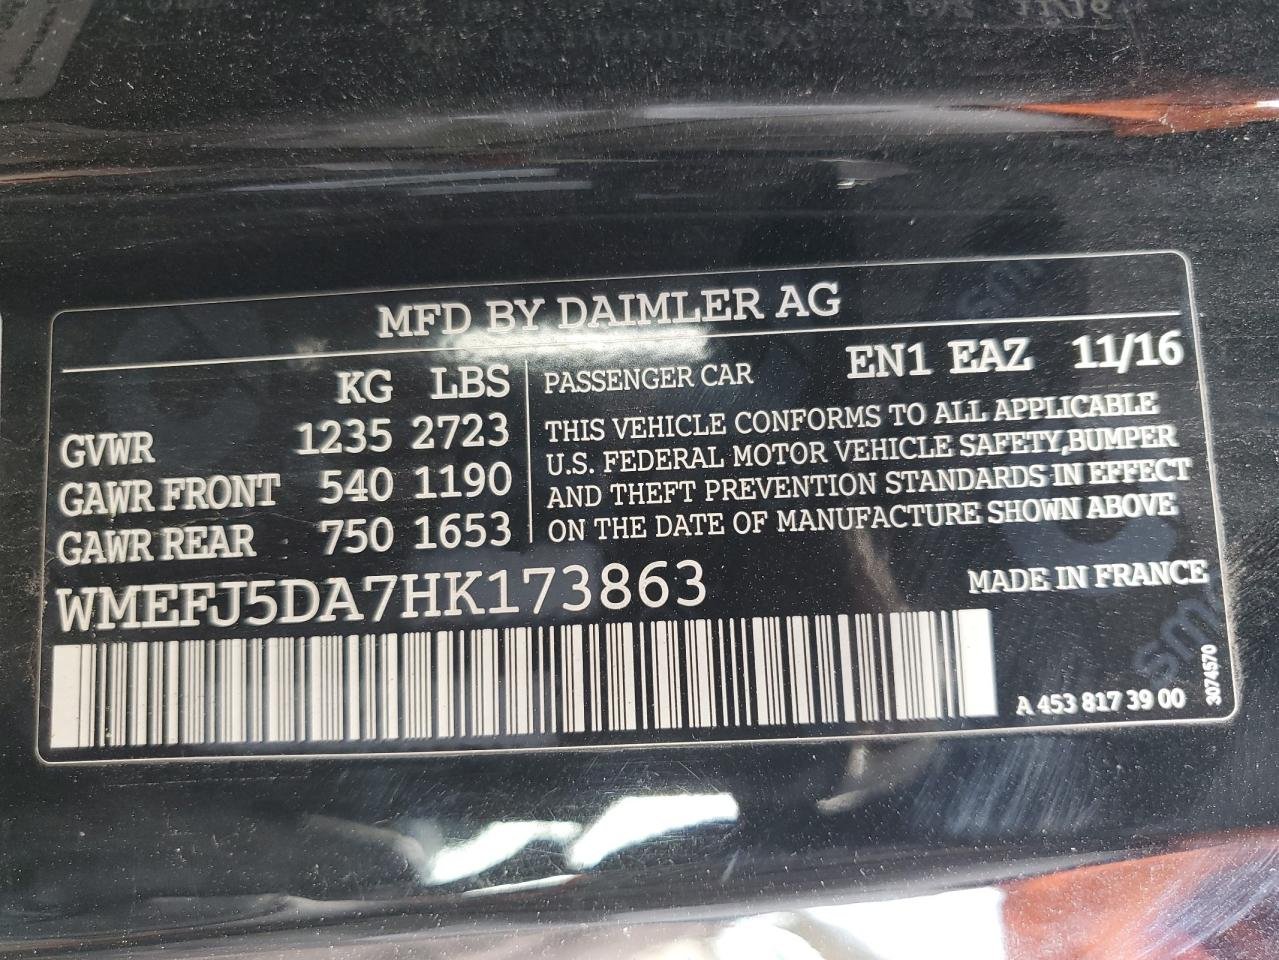 MFD BY DAIMLER AG
KG LBS
GVWR 1235 2723
GAWR FRONT 540 1190
GAWR REAR 750 1653
PASSENGER CAR EN1 EAZ 11/16
THIS VEHICLE CONFORMS TO ALL APPLICABLE
U.S. FEDERAL MOTOR VEHICLE SAFETY,BUMPER
AND THEFT PREVENTION STANDARDS IN EFFECT
ON THE DATE OF MANUFACTURE SHOWN ABOVE
WMEFJ5DA7HK173863
MADE IN FRANCE
A 453 817 39 00
3074570